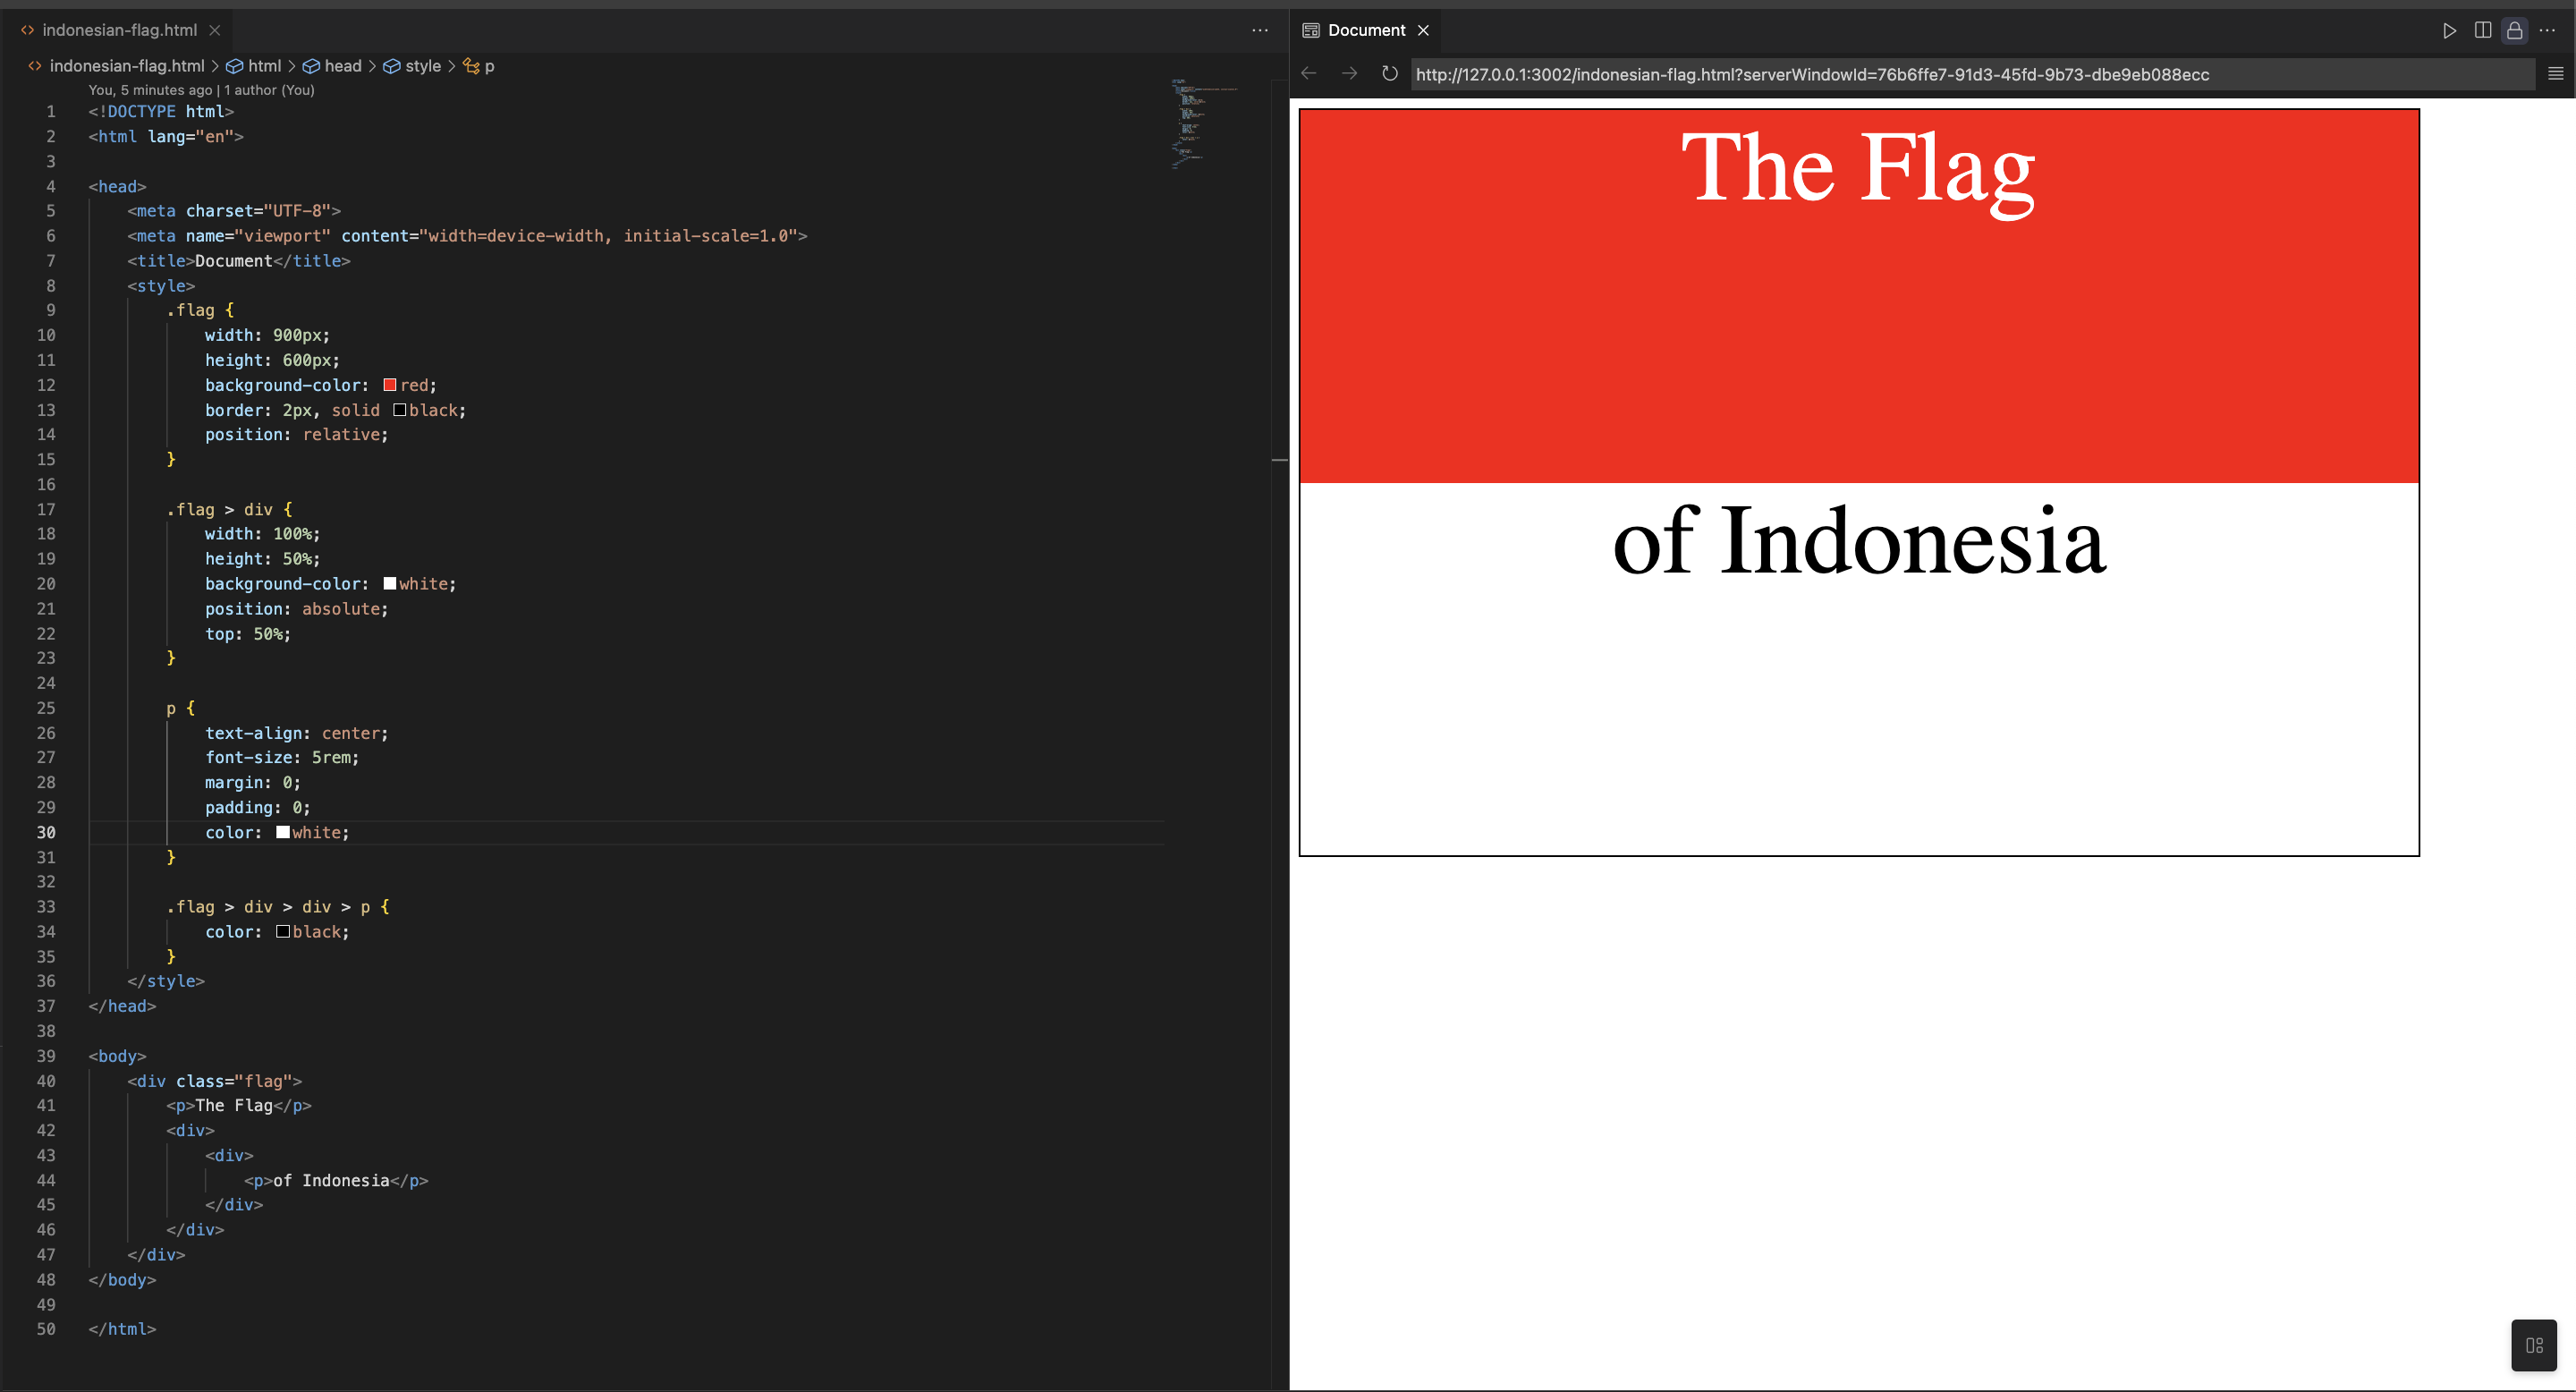 indonesian-flag.html
indonesian-flag.html > html > head > style > p
You, 5 minutes ago | 1 author (You)
1 <!DOCTYPE html>
2 <html lang="en">
3
4 <head>
5     <meta charset="UTF-8">
6     <meta name="viewport" content="width=device-width, initial-scale=1.0">
7     <title>Document</title>
8     <style>
9         .flag {
10             width: 900px;
11             height: 600px;
12             background-color: red;
13             border: 2px, solid black;
14             position: relative;
15         }
16
17         .flag > div {
18             width: 100%;
19             height: 50%;
20             background-color: white;
21             position: absolute;
22             top: 50%;
23         }
24
25         p {
26             text-align: center;
27             font-size: 5rem;
28             margin: 0;
29             padding: 0;
30             color: white;
31         }
32
33         .flag > div > div > p {
34             color: black;
35         }
36     </style>
37 </head>
38
39 <body>
40     <div class="flag">
41         <p>The Flag</p>
42         <div>
43             <div>
44                 <p>of Indonesia</p>
45             </div>
46         </div>
47     </div>
48 </body>
49
50 </html>
Document
http://127.0.0.1:3002/indonesian-flag.html?serverWindowId=76b6ffe7-91d3-45fd-9b73-dbe9eb088ecc
The Flag
of Indonesia